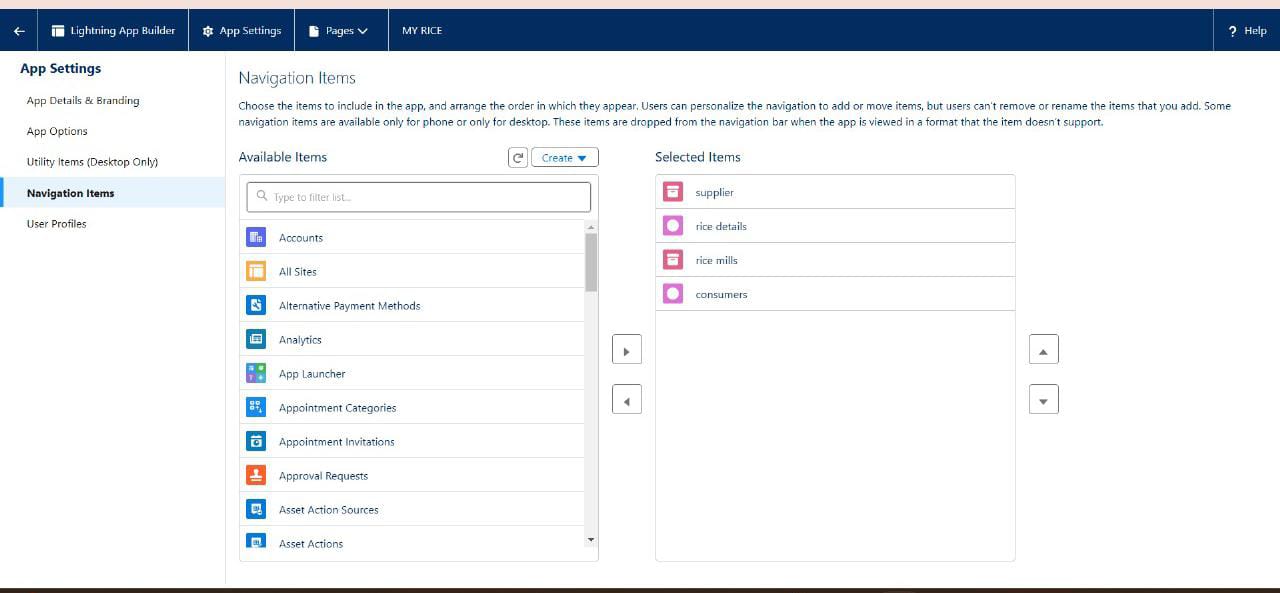 Lightning App Builder
App Settings
Pages
MY RICE
? Help
App Settings
App Details & Branding
App Options
Utility Items (Desktop Only)
Navigation Items
User Profiles
Navigation Items
Choose the items to include in the app, and arrange the order in which they appear. Users can personalize the navigation to add or move items, but users can't remove or rename the items that you add. Some
navigation items are available only for phone or only for desktop. These items are dropped from the navigation bar when the app is viewed in a format that the item doesn't support.
Available Items
Create
Type to filter list...
Accounts
All Sites
Alternative Payment Methods
Analytics
App Launcher
Appointment Categories
Appointment Invitations
Approval Requests
Asset Action Sources
Asset Actions
Selected Items
supplier
rice details
rice mills
consumers